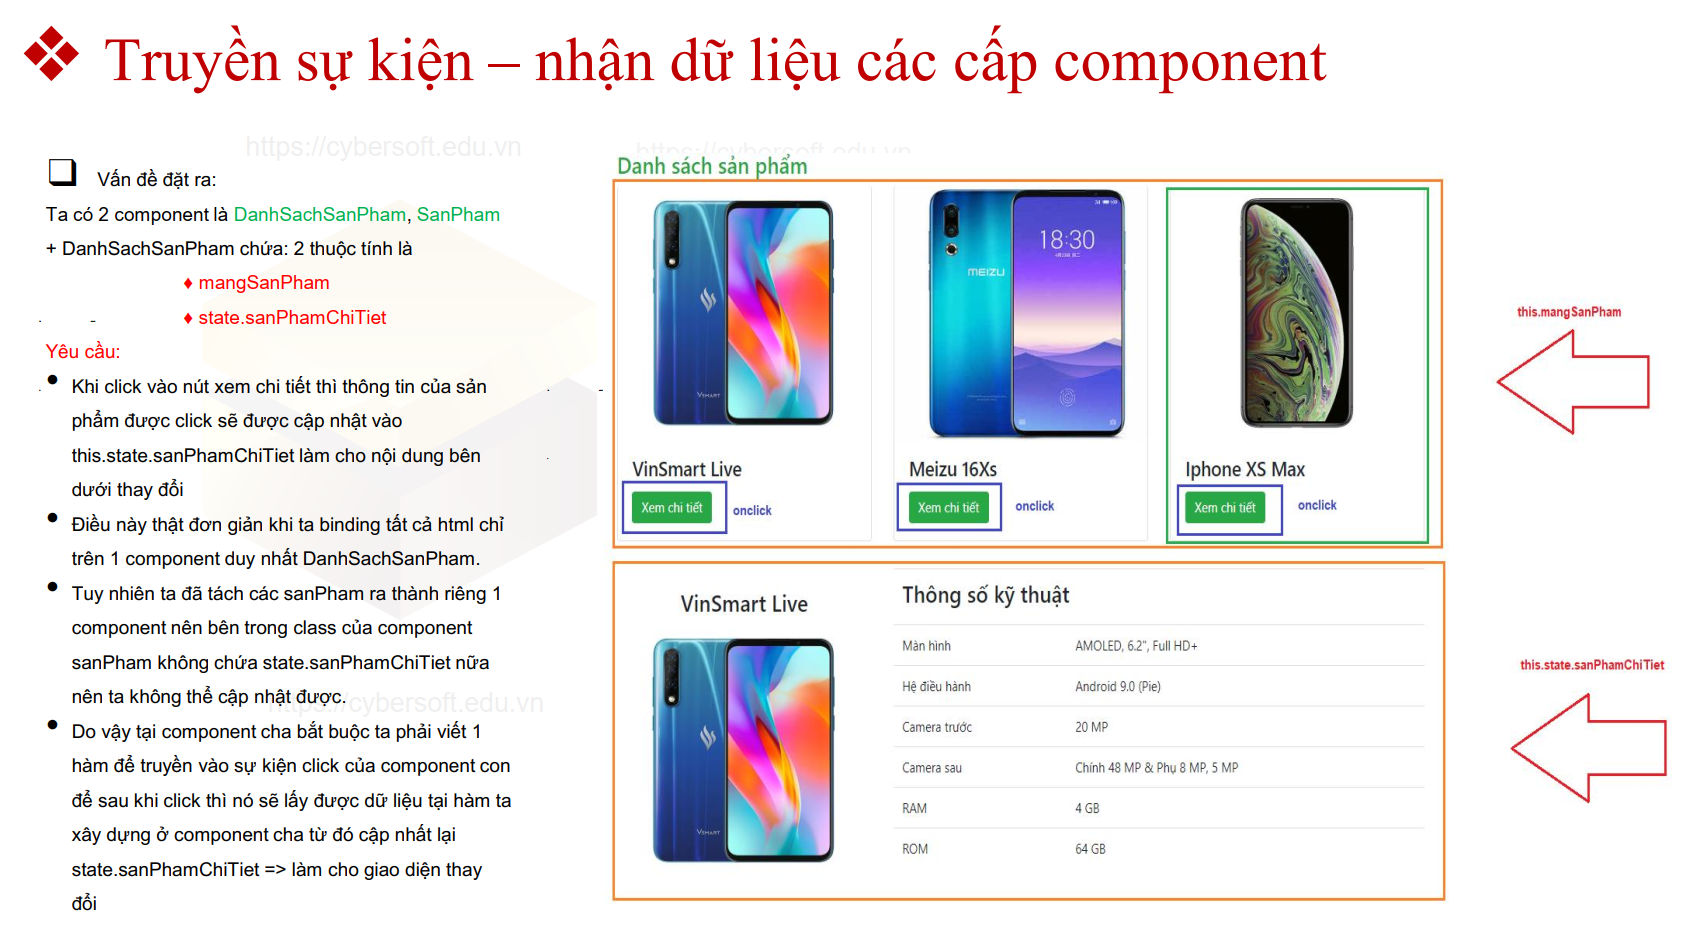 Truyền sự kiện – nhận dữ liệu các cấp component
https://cybersoft.edu.vn
https://cybersoft.edu.vn
Vấn đề đặt ra:
Ta có 2 component là DanhSachSanPham, SanPham
+ DanhSachSanPham chứa: 2 thuộc tính là
♦ mangSanPham
♦ state.sanPhamChiTiet
Yêu cầu:
• Khi click vào nút xem chi tiết thì thông tin của sản
phẩm được click sẽ được cập nhật vào
this.state.sanPhamChiTiet làm cho nội dung bên
dưới thay đổi
• Điều này thật đơn giản khi ta binding tất cả html chỉ
trên 1 component duy nhất DanhSachSanPham.
• Tuy nhiên ta đã tách các sanPham ra thành riêng 1
component nên bên trong class của component
sanPham không chứa state.sanPhamChiTiet nữa
nên ta không thể cập nhật được.
https://cybersoft.edu.vn
• Do vậy tại component cha bắt buộc ta phải viết 1
hàm để truyền vào sự kiện click của component con
để sau khi click thì nó sẽ lấy được dữ liệu tại hàm ta
xây dựng ở component cha từ đó cập nhất lại
state.sanPhamChiTiet => làm cho giao diện thay
đổi
Danh sách sản phẩm
VSMART
MEIZU
18:30
VinSmart Live
Meizu 16Xs
Iphone XS Max
Xem chi tiết
onclick
Xem chi tiết
onclick
Xem chi tiết
onclick
this.mangSanPham
VinSmart Live
VSMART
Thông số kỹ thuật
Màn hình AMOLED, 6.2", Full HD+
Hệ điều hành Android 9.0 (Pie)
Camera trước 20 MP
Camera sau Chính 48 MP & Phụ 8 MP, 5 MP
RAM 4 GB
ROM 64 GB
this.state.sanPhamChiTiet